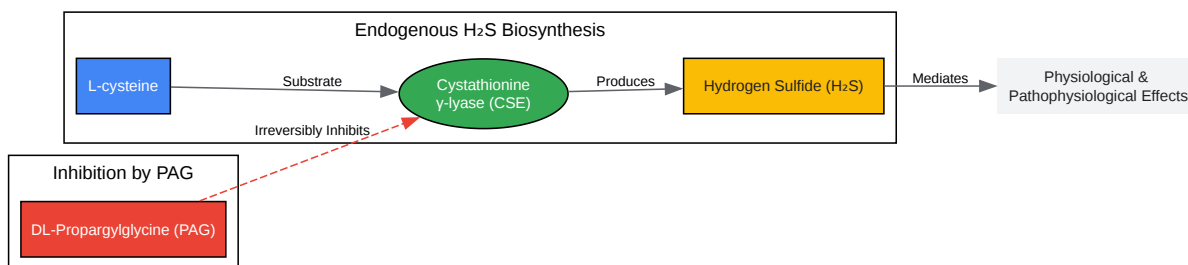 Endogenous H₂S Biosynthesis
L-cysteine
Substrate
Cystathionine
γ-lyase (CSE)
Produces
Hydrogen Sulfide (H₂S)
Mediates
Physiological &
Pathophysiological Effects
Irreversibly Inhibits
Inhibition by PAG
DL-Propargylglycine (PAG)